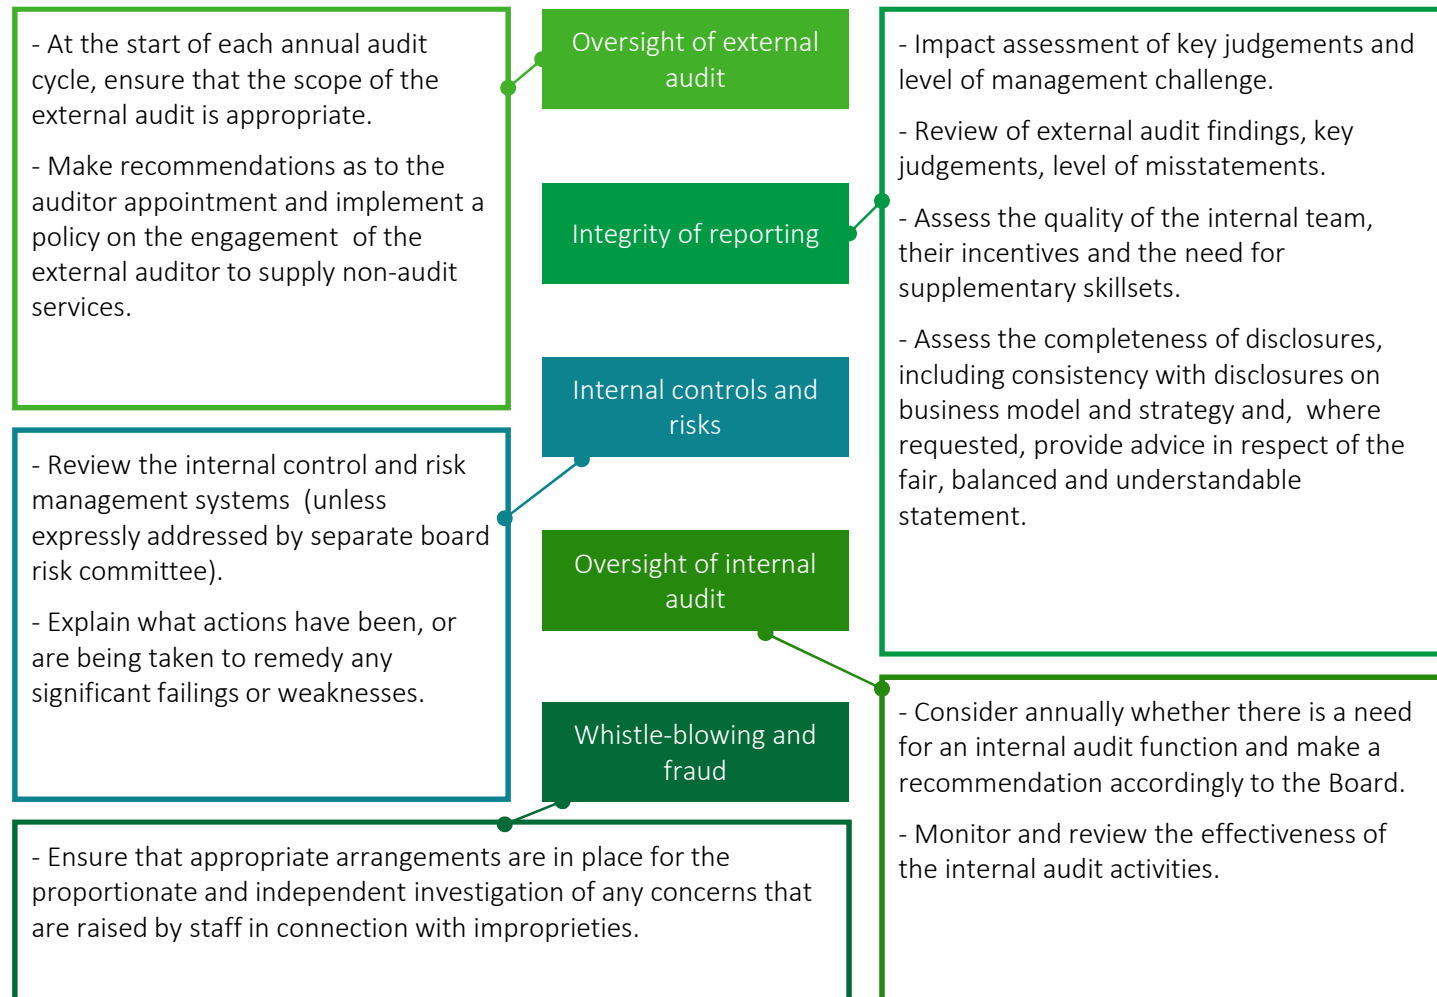 - At the start of each annual audit
cycle, ensure that the scope of the
external audit is appropriate.
- Make recommendations as to the
auditor appointment and implement a
policy on the engagement  of the
external auditor to supply non-audit
services.
Oversight of external
audit
- Impact assessment of key judgements and
level of management challenge.
- Review of external audit findings, key
judgements, level of misstatements.
- Assess the quality of the internal team,
their incentives and the need for
supplementary skillsets.
- Assess the completeness of disclosures,
including consistency with disclosures on
business model and strategy and,  where
requested, provide advice in respect of the
fair, balanced and understandable
statement.
Integrity of reporting
Internal controls and
risks
- Review the internal control and risk
management systems  (unless
expressly addressed by separate board
risk committee).
- Explain what actions have been, or
are being taken to remedy any
significant failings or weaknesses.
Oversight of internal
audit
- Consider annually whether there is a need
for an internal audit function and make a
recommendation accordingly to the Board.
- Monitor and review the effectiveness of
the internal audit activities.
Whistle-blowing and
fraud
- Ensure that appropriate arrangements are in place for the
proportionate and independent investigation of any concerns that
are raised by staff in connection with improprieties.